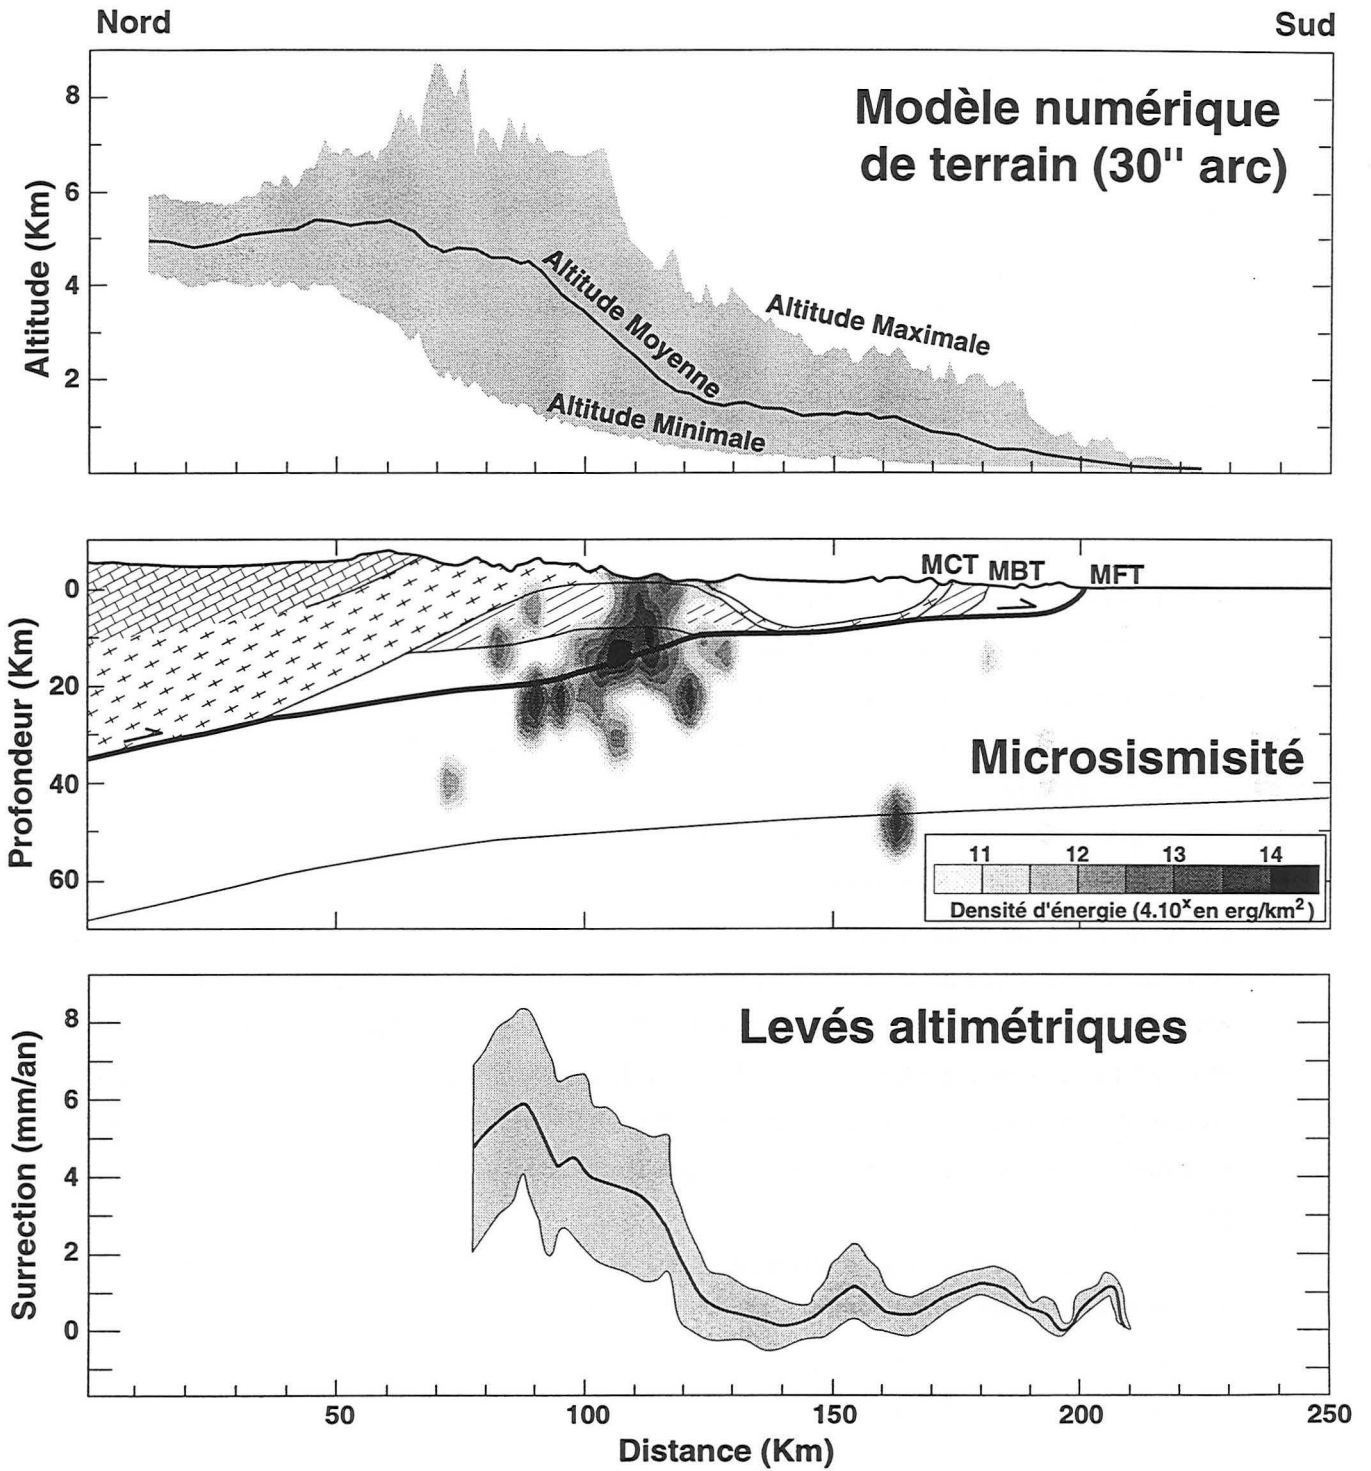 Nord
Sud
8
6
4
2
Altitude (Km)
Modèle numérique
de terrain (30" arc)
Altitude Moyenne
Altitude Maximale
Altitude Minimale
MCT
MBT
MFT
0
20
40
60
Profondeur (Km)
Microsismisité
11 12 13 14
Densité d'énergie (4.10ˣ en erg/km²)
Levés altimétriques
8
6
4
2
0
Surrection (mm/an)
50 100 150 200 250
Distance (Km)